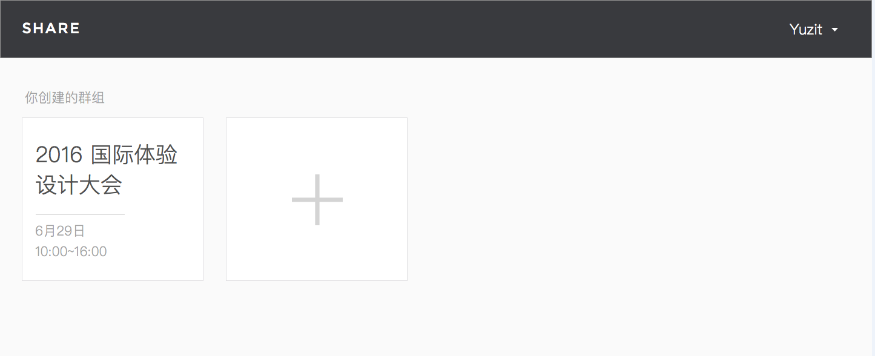 SHARE
Yuzit
你创建的群组
2016 国际体验
设计大会
6月29日
10:00~16:00